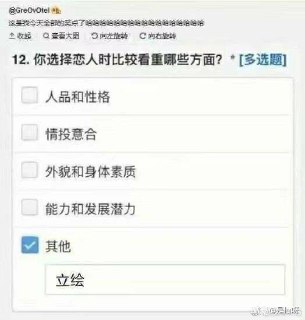 @GreOvOtel
这是我今天全部的笑点了哈哈哈哈哈哈哈哈哈哈哈哈哈哈哈哈
收起 查看大图 向左旋转 向右旋转
12. 你选择恋人时比较看重哪些方面? * [多选题]
人品和性格
情投意合
外貌和身体素质
能力和发展潜力
其他
立绘